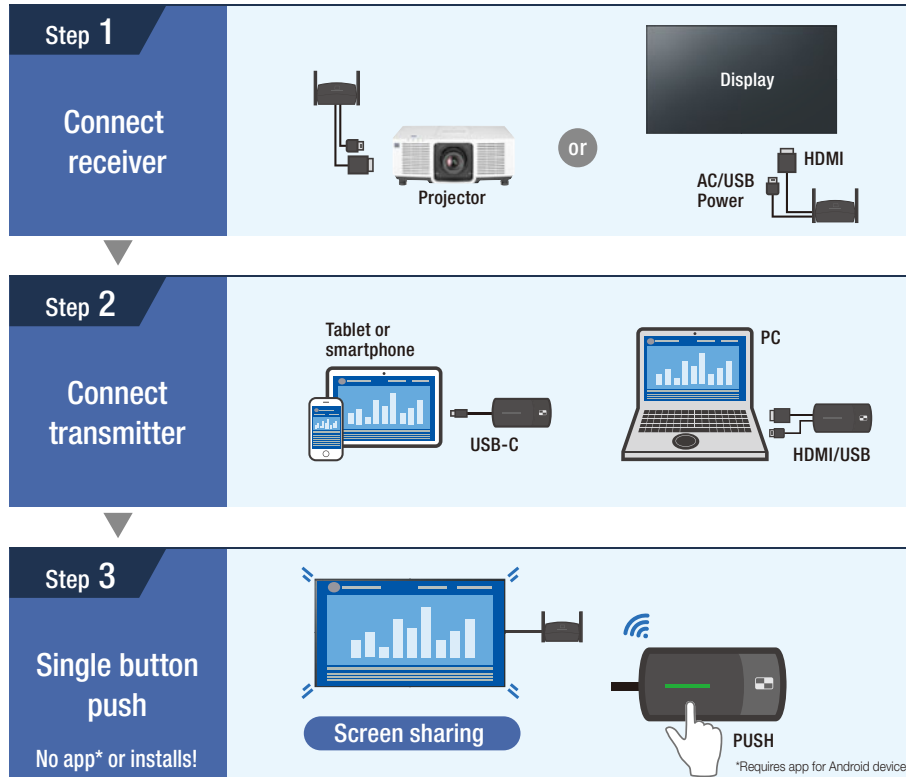 Step 1
Connect
receiver
Projector
or
Display
HDMI
AC/USB
Power
Step 2
Connect
transmitter
Tablet or
smartphone
USB-C
PC
HDMI/USB
Step 3
Single button
push
No app* or installs!
Screen sharing
PUSH
*Requires app for Android device